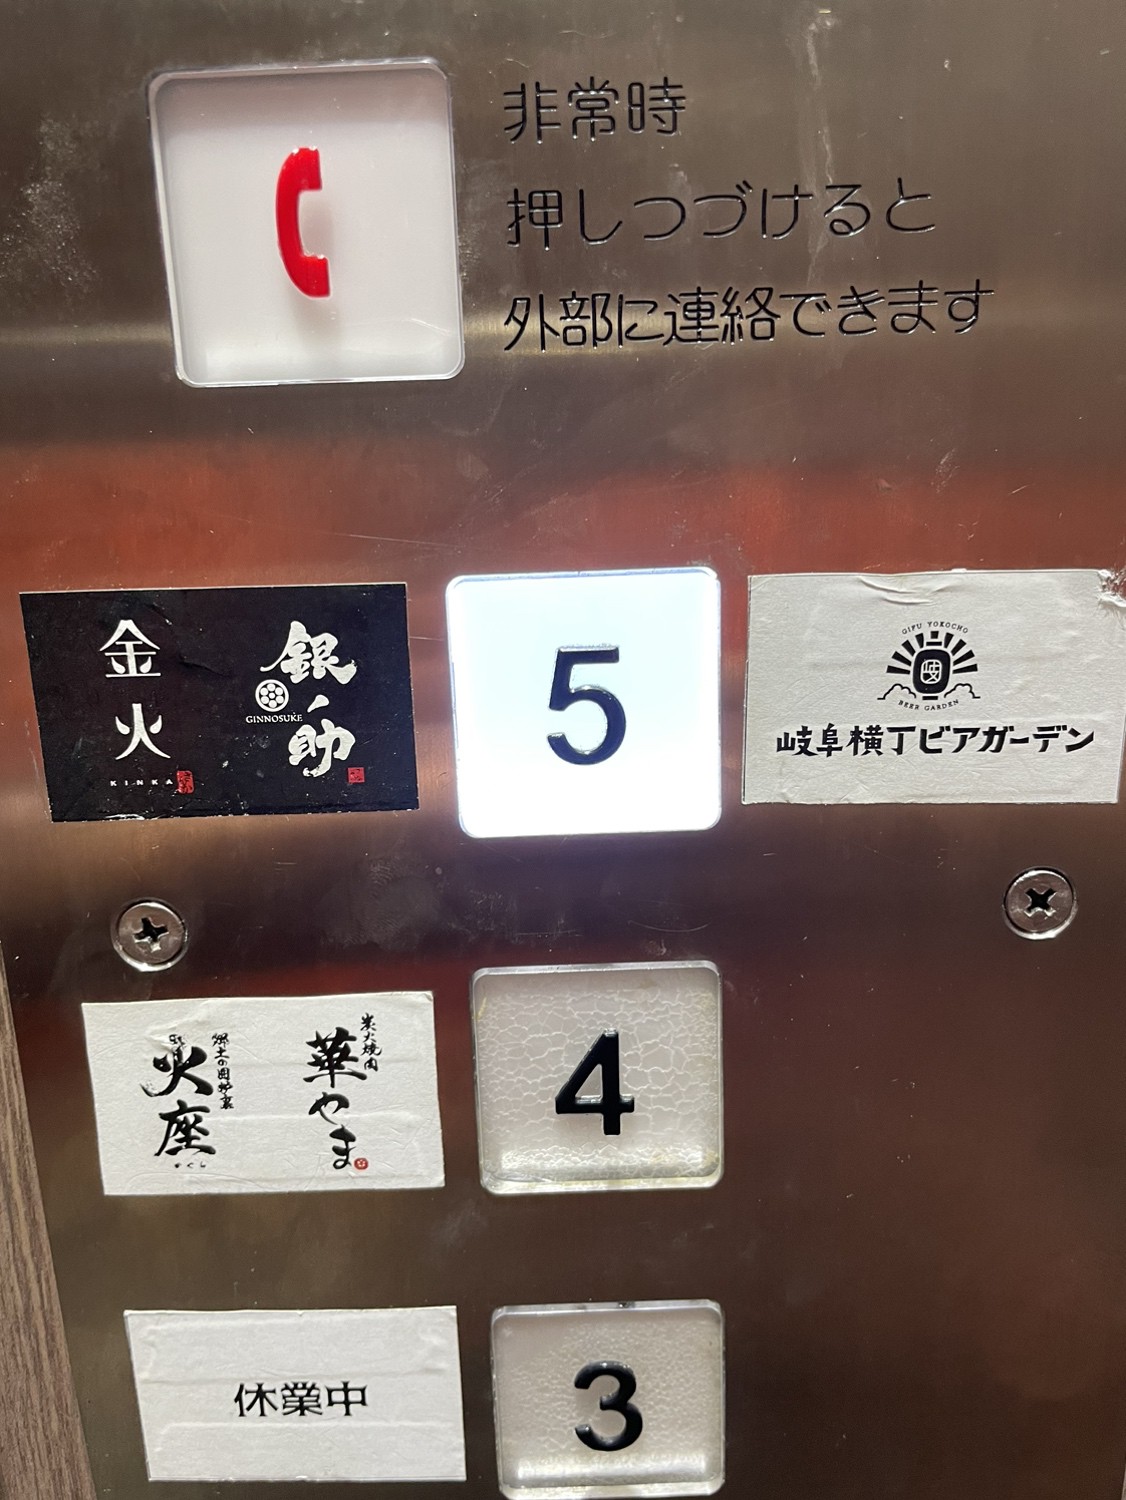 非常時
押しつづけると
外部に連絡できます
金火
KINKA
銀ノ助
GINNOSUKE
5
GIFU YOKOCHO
岐
BEER GARDEN
岐阜横丁ビアガーデン
郷土の囲炉裏
火座
炭火焼肉
華やま
4
休業中
3